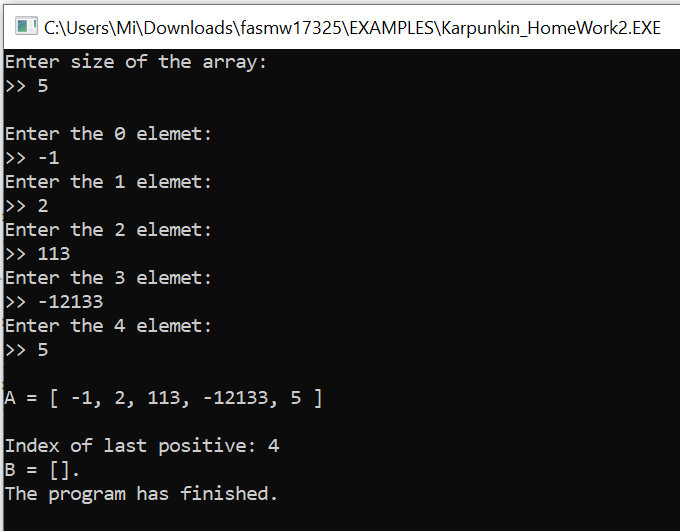 C:\Users\Mi\Downloads\fasmw17325\EXAMPLES\Karpunkin_HomeWork2.EXE
Enter size of the array:
>> 5
Enter the 0 elemet:
>> -1
Enter the 1 elemet:
>> 2
Enter the 2 elemet:
>> 113
Enter the 3 elemet:
>> -12133
Enter the 4 elemet:
>> 5
A = [ -1, 2, 113, -12133, 5 ]
Index of last positive: 4
B = [].
The program has finished.